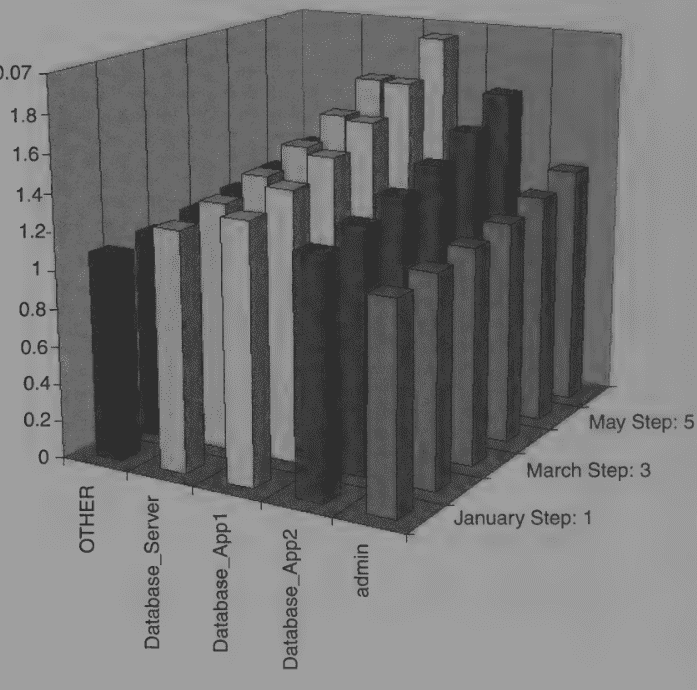 0.07
1.8
1.6
1.4
1.2
1
0.8
0.6
0.4
0.2
0
OTHER
Database_Server
Database_App1
Database_App2
admin
January Step: 1
March Step: 3
May Step: 5